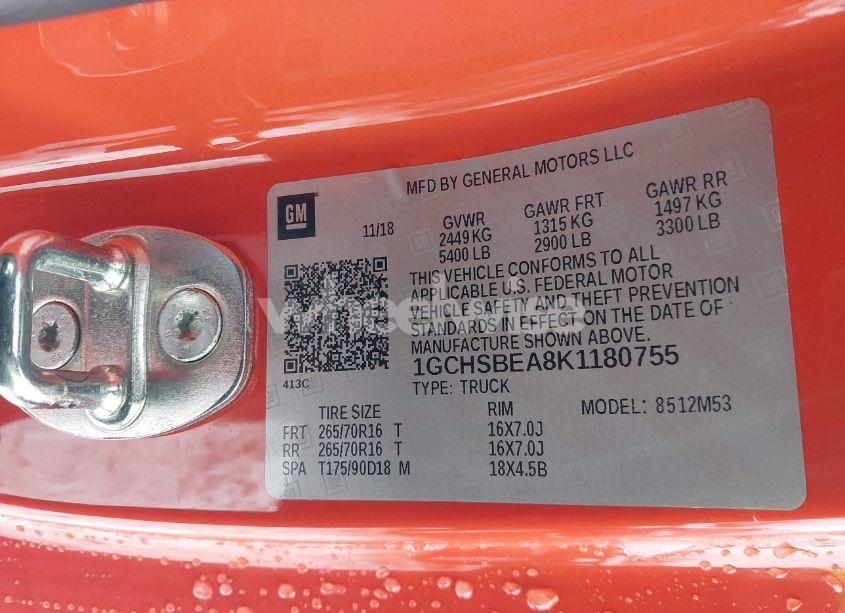 MFD BY GENERAL MOTORS LLC
GM
11/18
GVWR
2449 KG
5400 LB
GAWR FRT
1315 KG
2900 LB
GAWR RR
1497 KG
3300 LB
THIS VEHICLE CONFORMS TO ALL
APPLICABLE U.S. FEDERAL MOTOR
VEHICLE SAFETY AND THEFT PREVENTION
STANDARDS IN EFFECT ON THE DATE OF
MANUFACTURE SHOWN ABOVE.
1GCHSBEA8K1180755
413C
TYPE: TRUCK
TIRE SIZE RIM MODEL: 8512M53
FRT 265/70R16 T 16X7.0J
RR 265/70R16 T 16X7.0J
SPA T175/90D18 M 18X4.5B